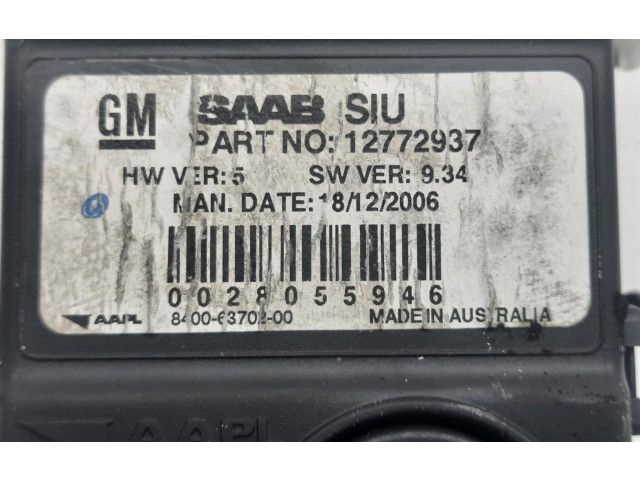 GM SAAB SIU
PART NO: 12772937
HW VER: 5 SW VER: 9.34
MAN. DATE: 18/12/2006
0028055946
AAPL 8400-63702-00 MADE IN AUSTRALIA
AAPL